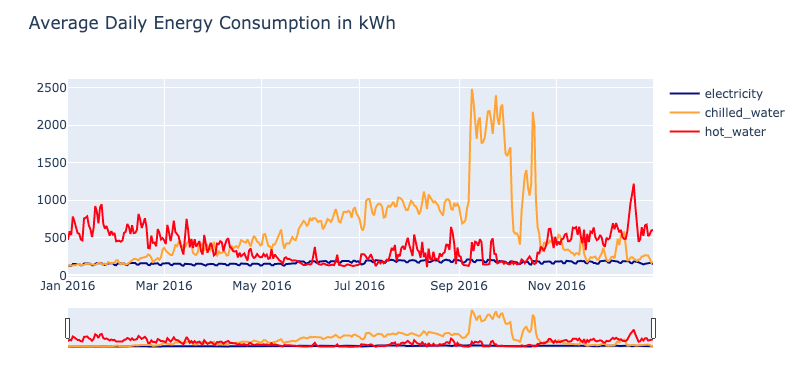 Average Daily Energy Consumption in kWh
2500
2000
1500
1000
500
0
Jan 2016 Mar 2016 May 2016 Jul 2016 Sep 2016 Nov 2016
electricity
chilled_water
hot_water